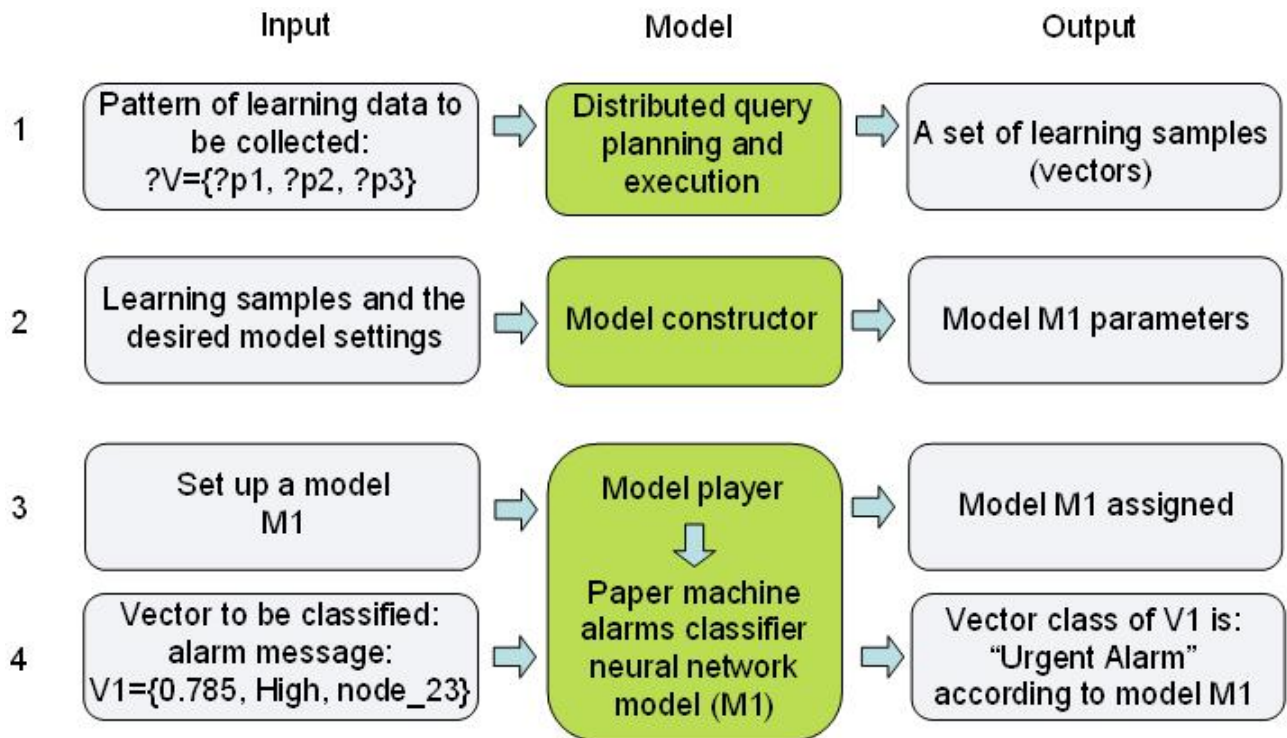 Input
Model
Output
1
Pattern of learning data to
be collected:
?V={?p1, ?p2, ?p3}
Distributed query
planning and
execution
A set of learning samples
(vectors)
2
Learning samples and the
desired model settings
Model constructor
Model M1 parameters
3
Set up a model
M1
Model player
Model M1 assigned
4
Vector to be classified:
alarm message:
V1={0.785, High, node_23}
Paper machine
alarms classifier
neural network
model (M1)
Vector class of V1 is:
“Urgent Alarm”
according to model M1